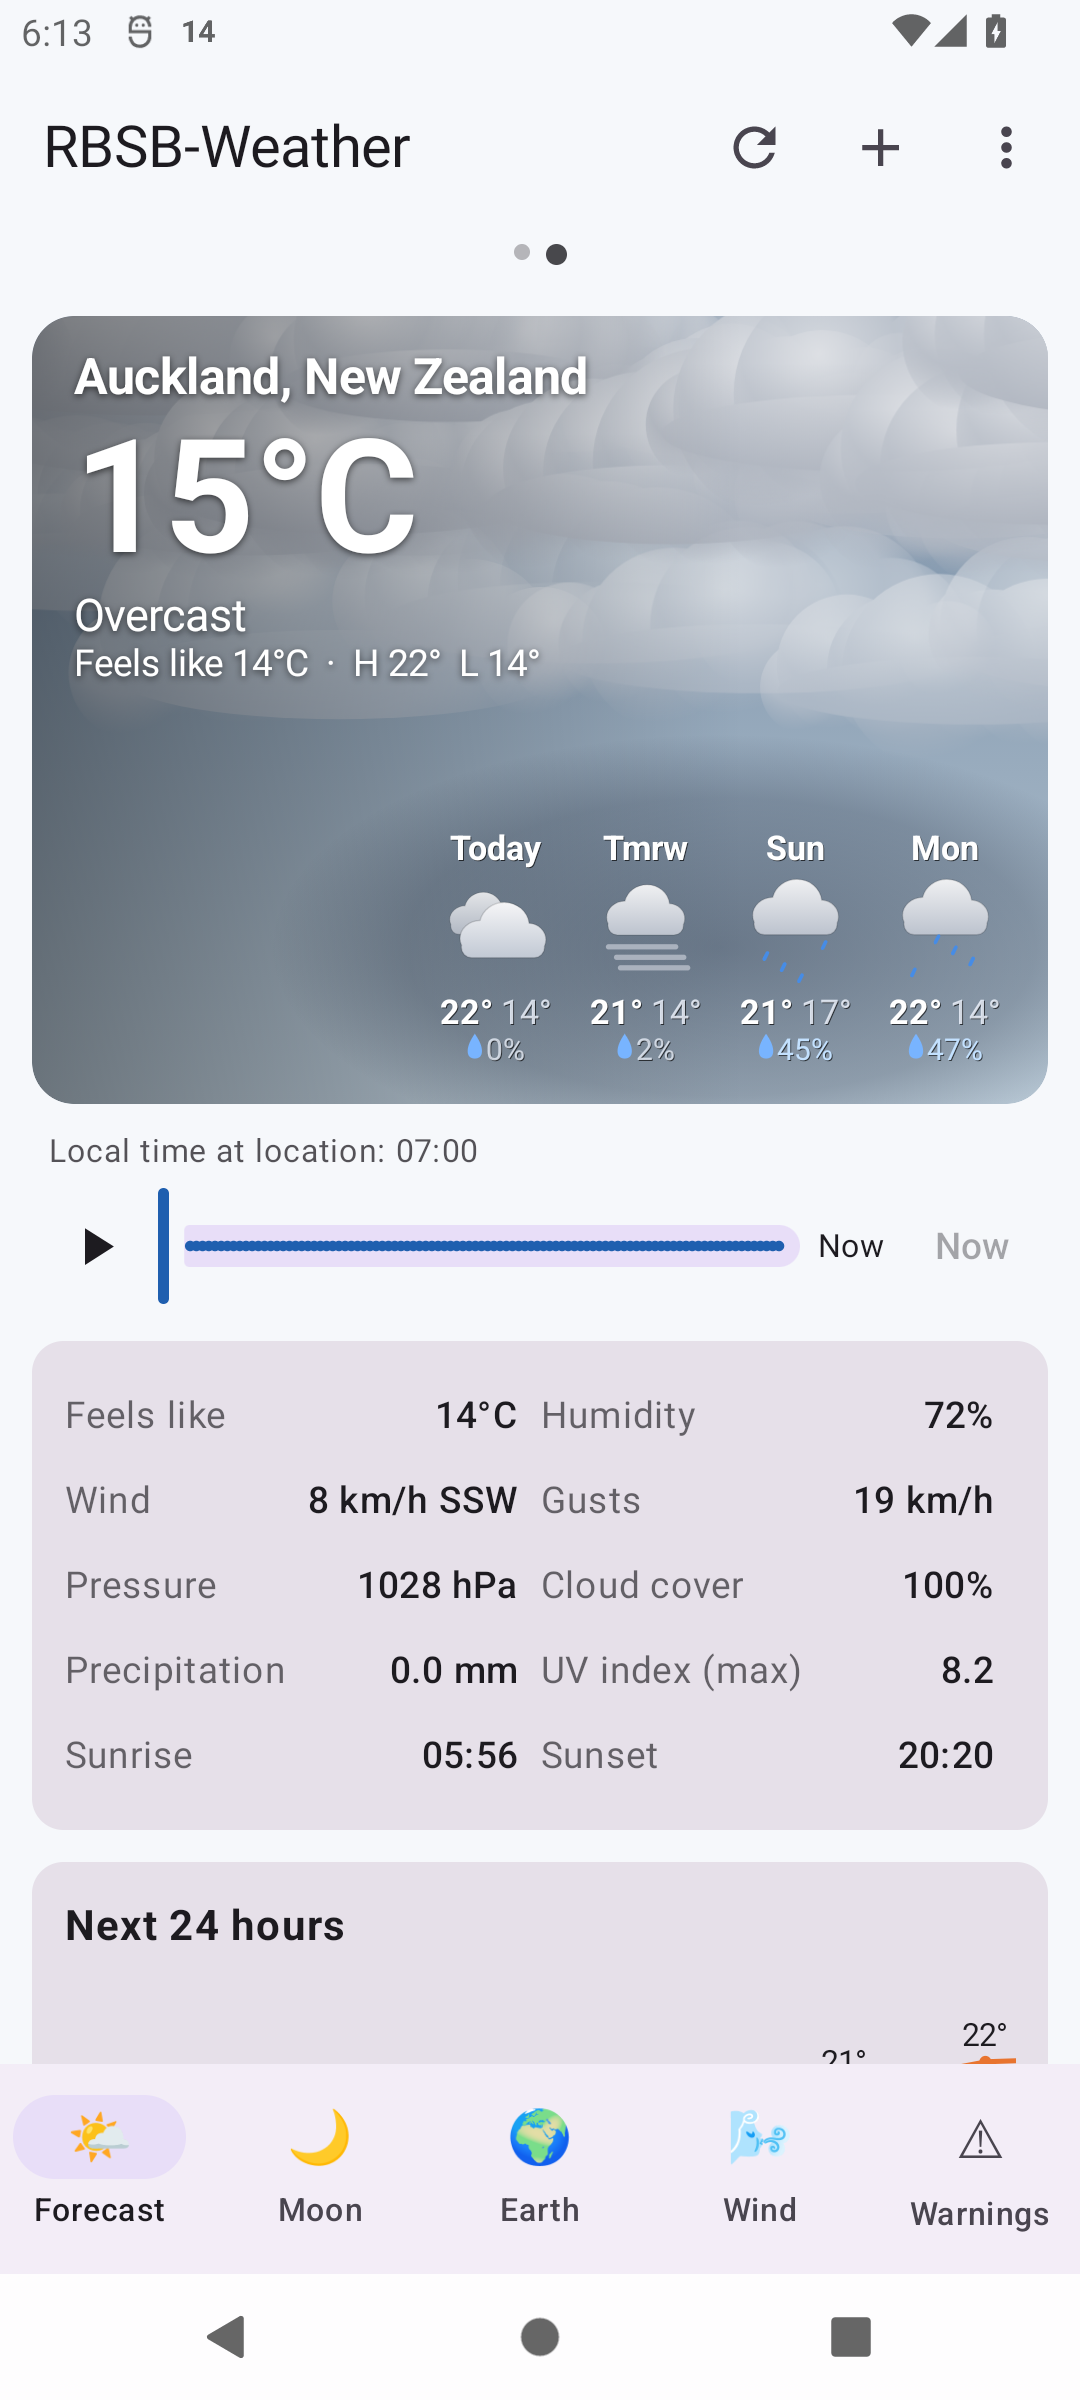 6:13 14
RBSB-Weather
Auckland, New Zealand
15°C
Overcast
Feels like 14°C · H 22° L 14°
Today Tmrw Sun Mon
22° 14° 21° 14° 21° 17° 22° 14°
0% 2% 45% 47%
Local time at location: 07:00
Now Now
Feels like 14°C Humidity 72%
Wind 8 km/h SSW Gusts 19 km/h
Pressure 1028 hPa Cloud cover 100%
Precipitation 0.0 mm UV index (max) 8.2
Sunrise 05:56 Sunset 20:20
Next 24 hours
22°
21°
Forecast Moon Earth Wind Warnings